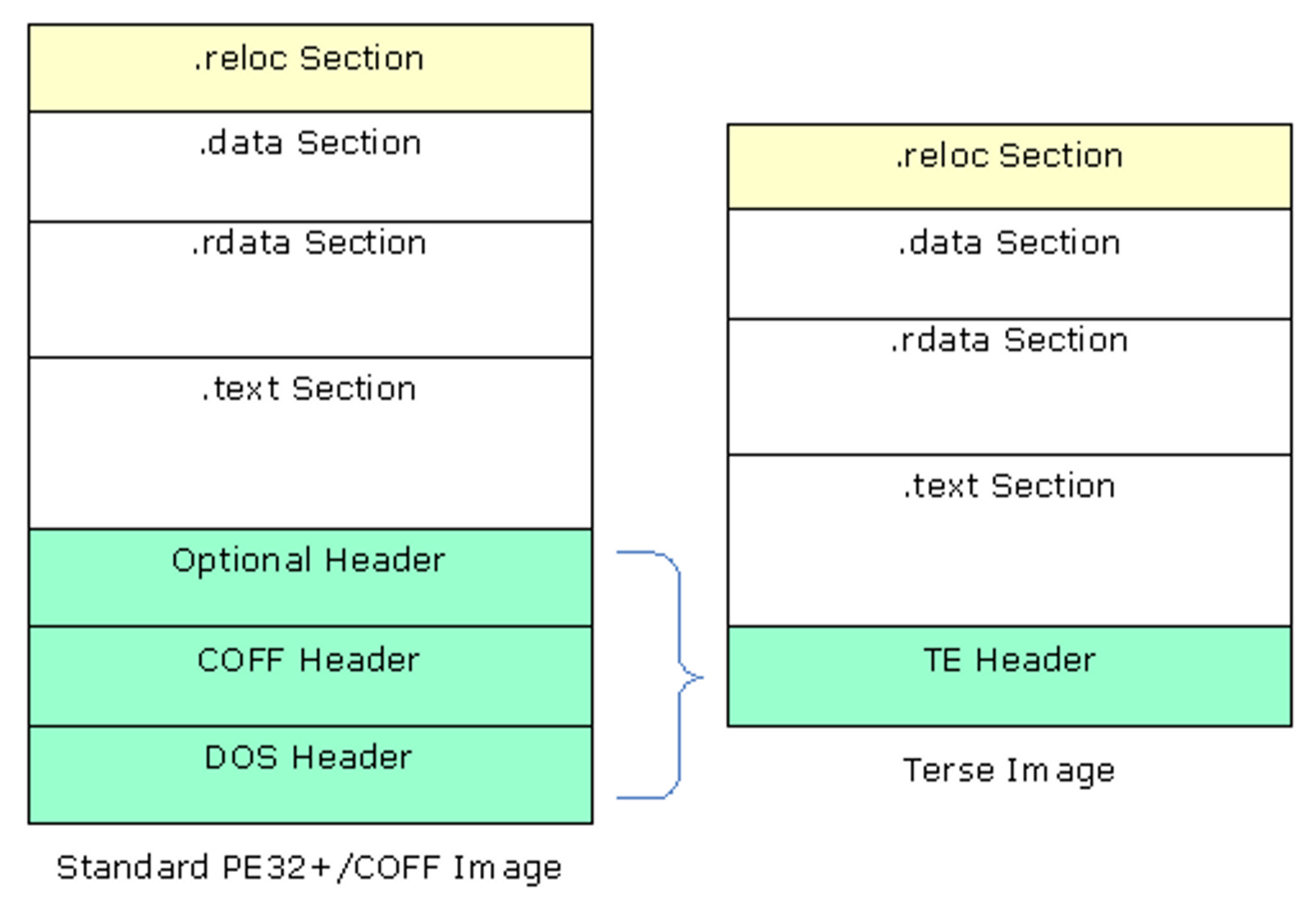 .reloc Section
.data Section
.rdata Section
.text Section
Optional Header
COFF Header
DOS Header
Standard PE32+/COFF Image
.reloc Section
.data Section
.rdata Section
.text Section
TE Header
Terse Image